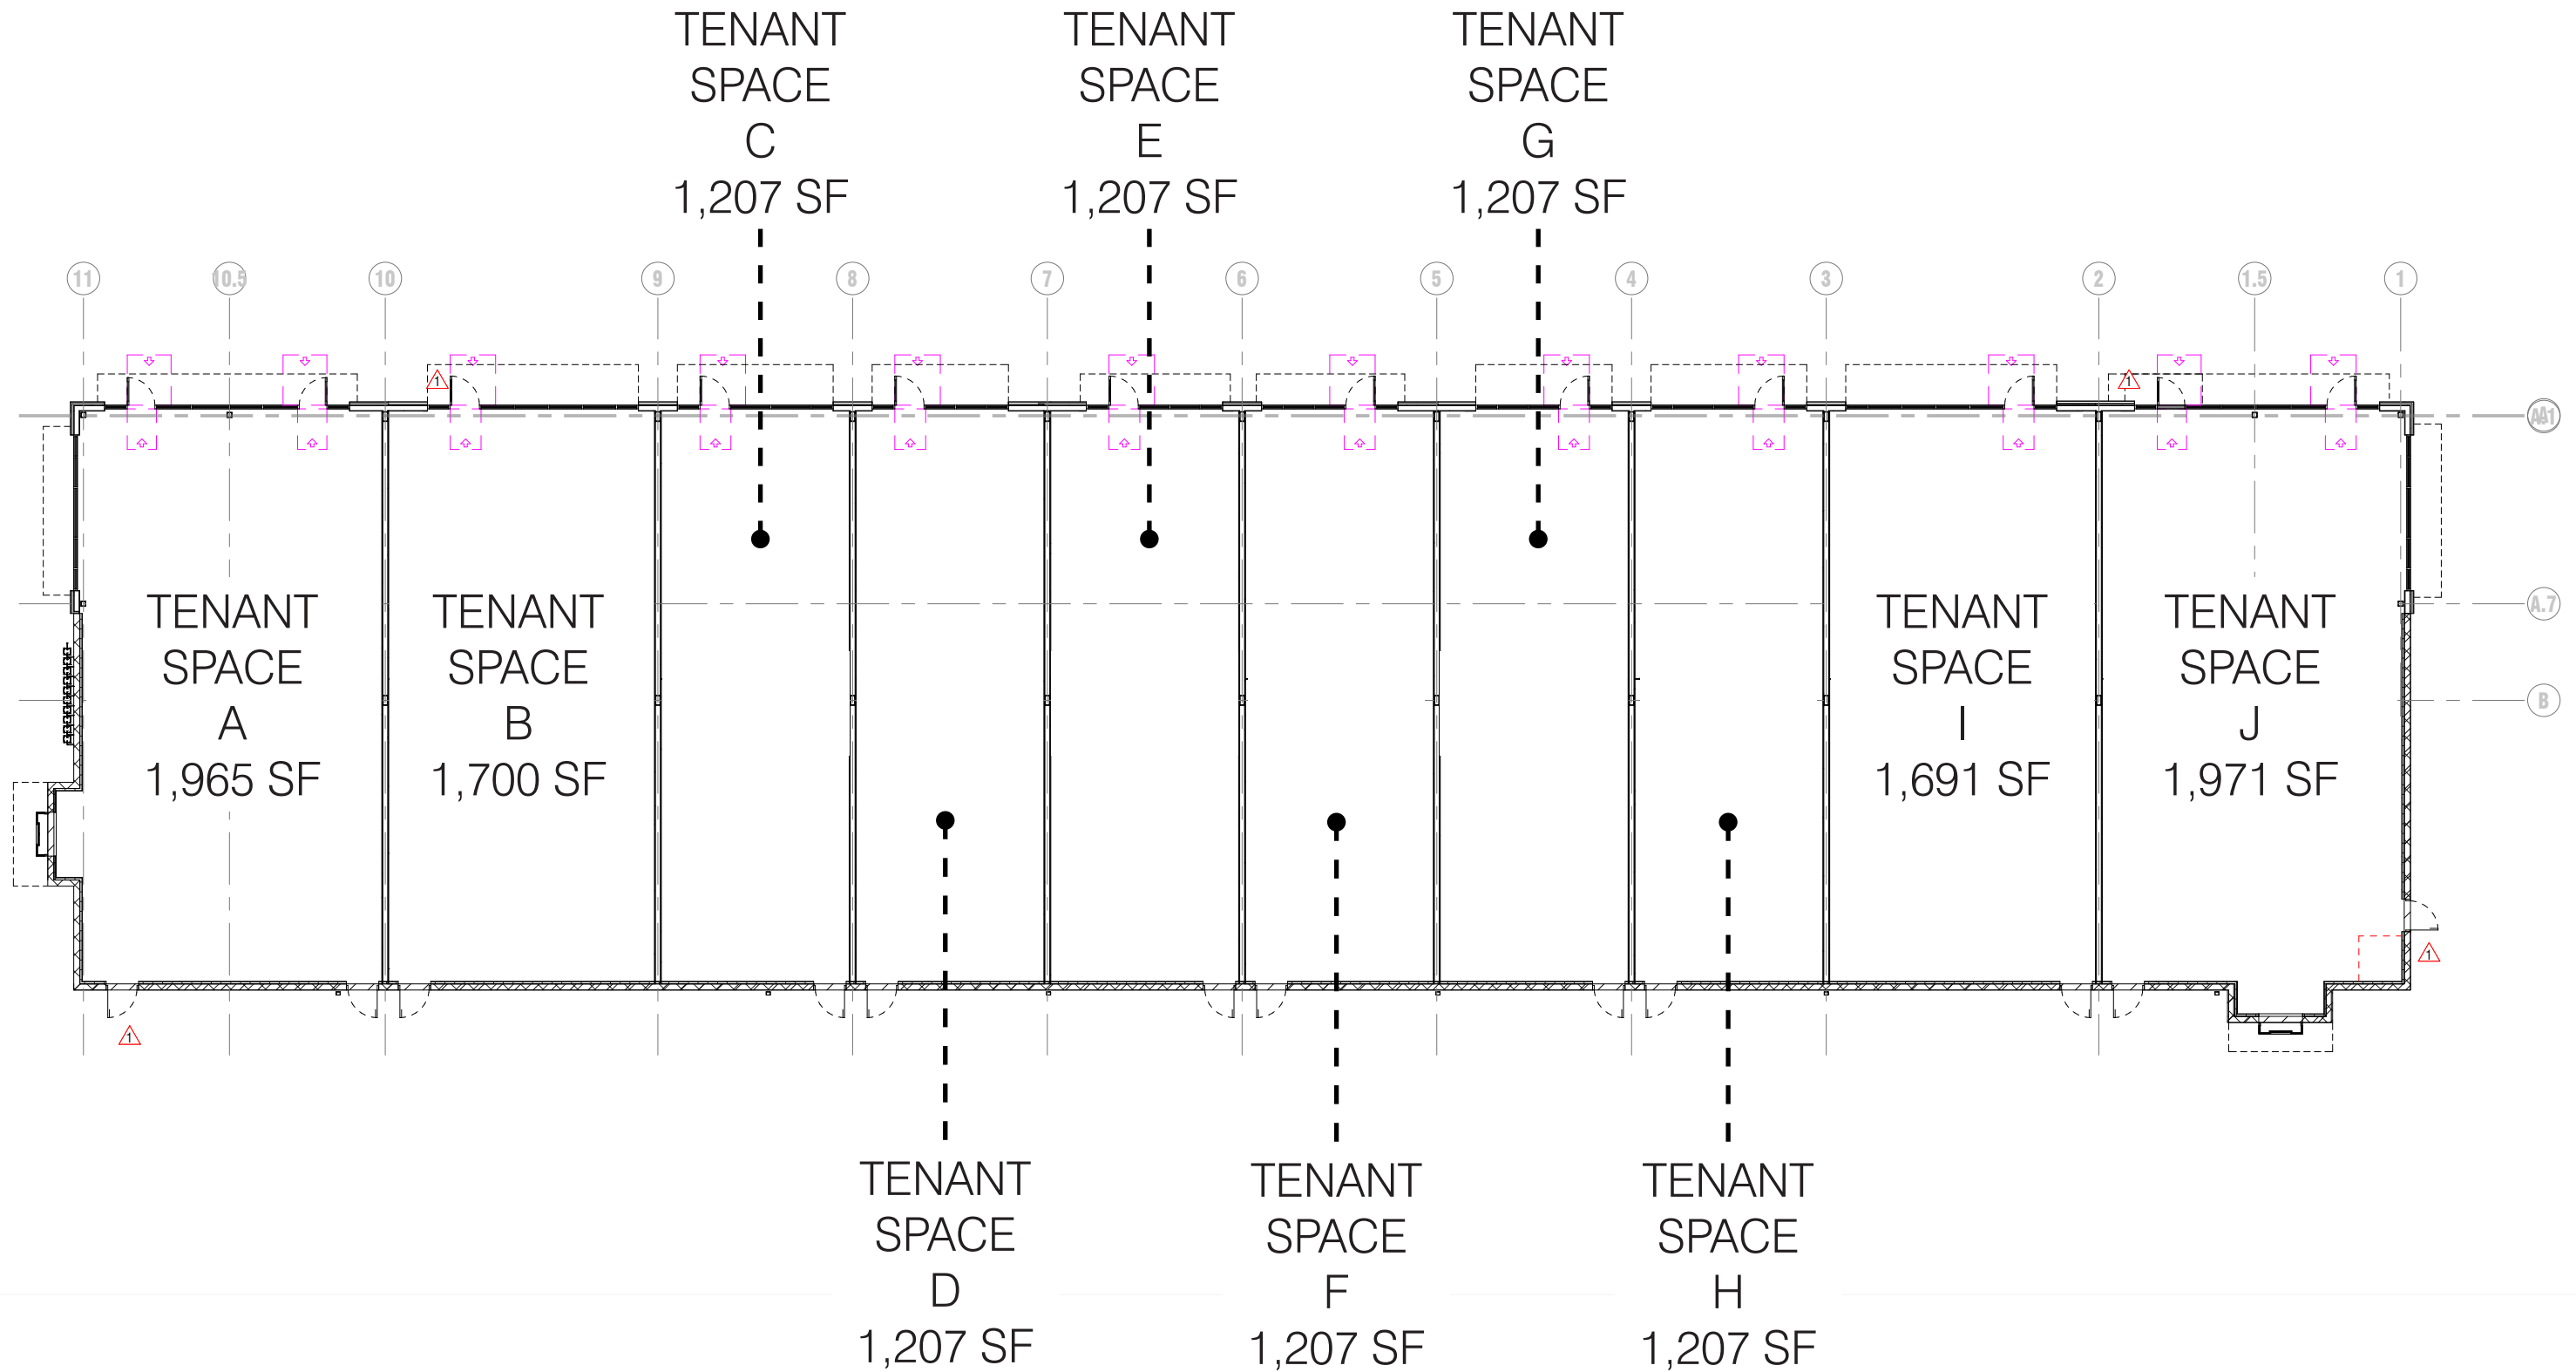 TENANT
SPACE
C
1,207 SF
TENANT
SPACE
E
1,207 SF
TENANT
SPACE
G
1,207 SF
11 10.5 10 9 8 7 6 5 4 3 2 1.5 1
1
1
A.7
B
TENANT
SPACE
A
1,965 SF
TENANT
SPACE
B
1,700 SF
TENANT
SPACE
I
1,691 SF
TENANT
SPACE
J
1,971 SF
1
1
TENANT
SPACE
D
1,207 SF
TENANT
SPACE
F
1,207 SF
TENANT
SPACE
H
1,207 SF